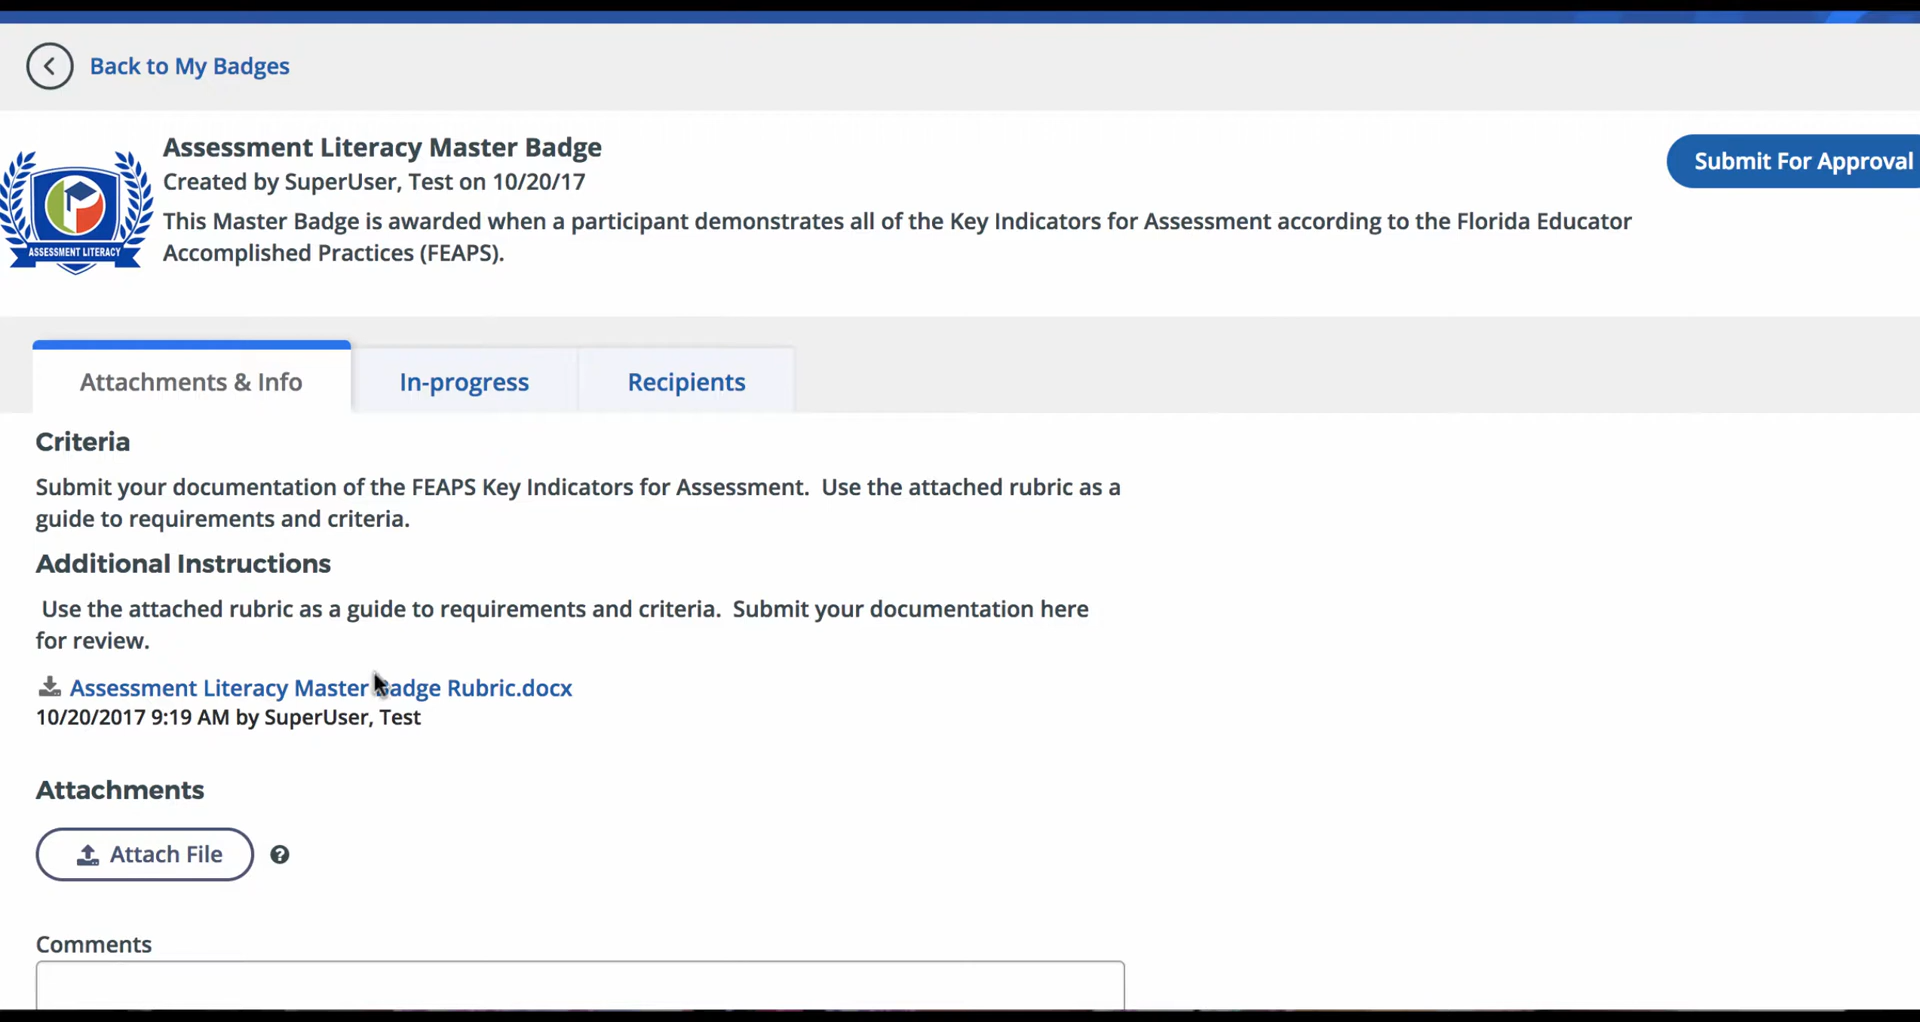 Back to My Badges
Assessment Literacy Master Badge
Created by SuperUser, Test on 10/20/17
Submit For Approval
This Master Badge is awarded when a participant demonstrates all of the Key Indicators for Assessment according to the Florida Educator
Accomplished Practices (FEAPS).
ASSESSMENT LITERACY
Attachments & Info
In-progress
Recipients
Criteria
Submit your documentation of the FEAPS Key Indicators for Assessment. Use the attached rubric as a
guide to requirements and criteria.
Additional Instructions
Use the attached rubric as a guide to requirements and criteria. Submit your documentation here
for review.
Assessment Literacy Master Badge Rubric.docx
10/20/2017 9:19 AM by SuperUser, Test
Attachments
Attach File
?
Comments